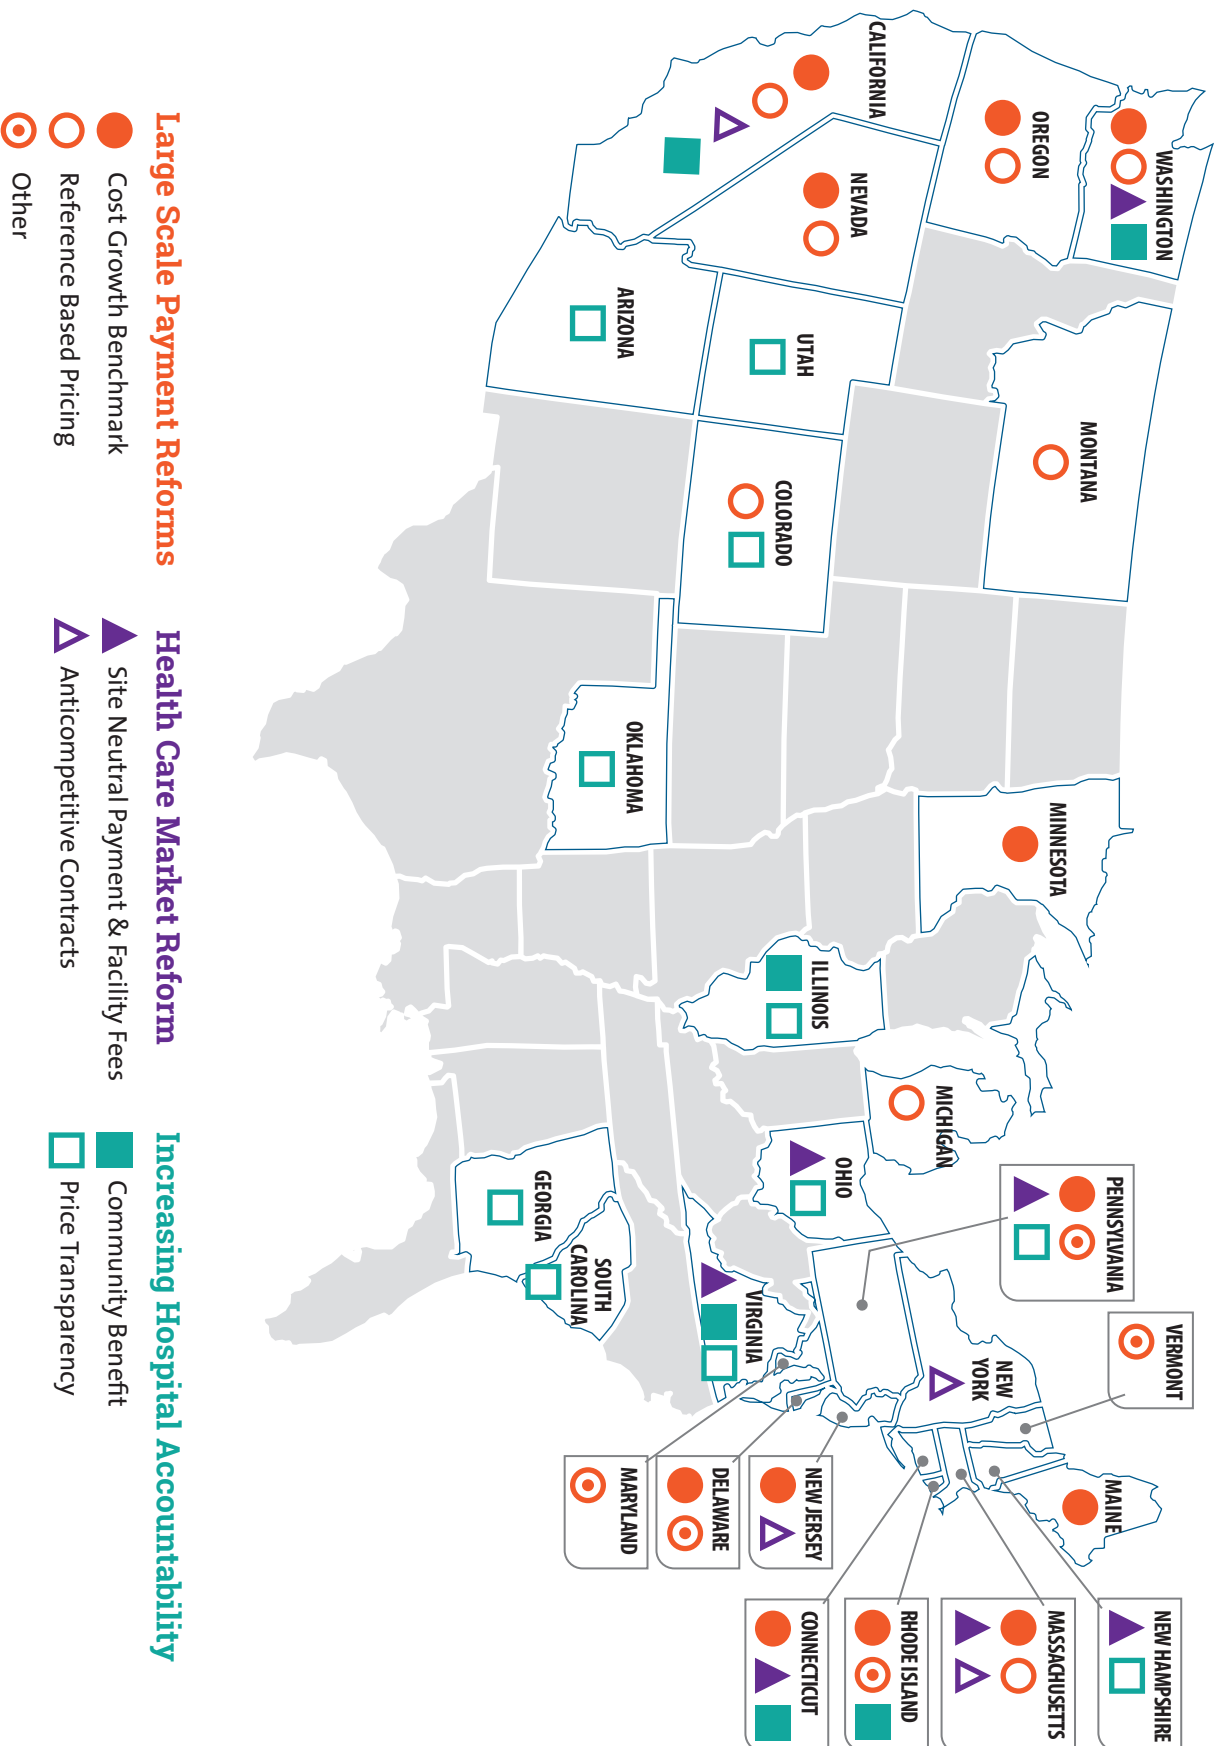 WASHINGTON
OREGON
CALIFORNIA
NEVADA
MONTANA
UTAH
ARIZONA
COLORADO
OKLAHOMA
MINNESOTA
ILLINOIS
MICHIGAN
OHIO
GEORGIA
SOUTH
CAROLINA
VIRGINIA
PENNSYLVANIA
VERMONT
NEW
YORK
MAINE
NEW HAMPSHIRE
MASSACHUSETTS
RHODE ISLAND
CONNECTICUT
NEW JERSEY
DELAWARE
MARYLAND
Large Scale Payment Reforms
Cost Growth Benchmark
Reference Based Pricing
Other
Health Care Market Reform
Site Neutral Payment & Facility Fees
Anticompetitive Contracts
Increasing Hospital Accountability
Community Benefit
Price Transparency